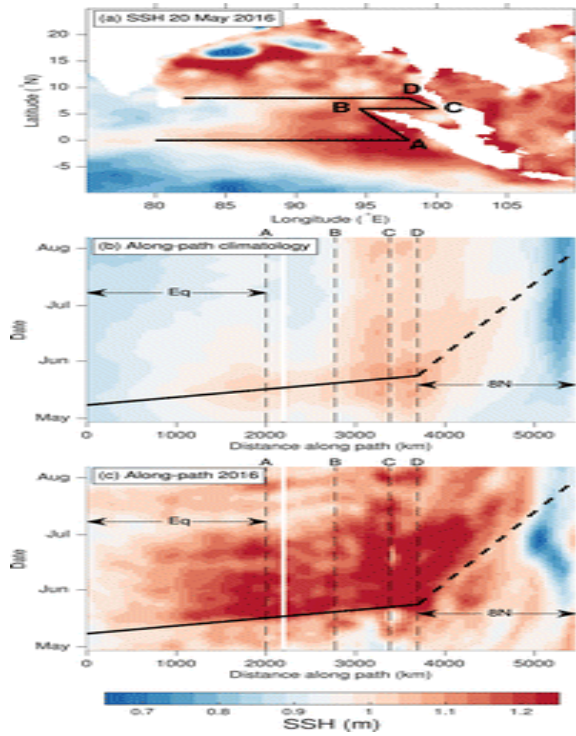 (a) SSH 20 May 2016
Latitude (°N)
20
15
10
5
0
-5
D
B
C
A
80 85 90 95 100 105
Longitude (°E)
A B C D
(b) Along-path climatology
Aug
Jul
Jun
May
Date
Eq
8N
0 1000 2000 3000 4000 5000
Distance along path (km)
A B C D
(c) Along-path 2016
Aug
Jul
Jun
May
Date
Eq
8N
0 1000 2000 3000 4000 5000
Distance along path (km)
0.7 0.8 0.9 1 1.1 1.2
SSH (m)